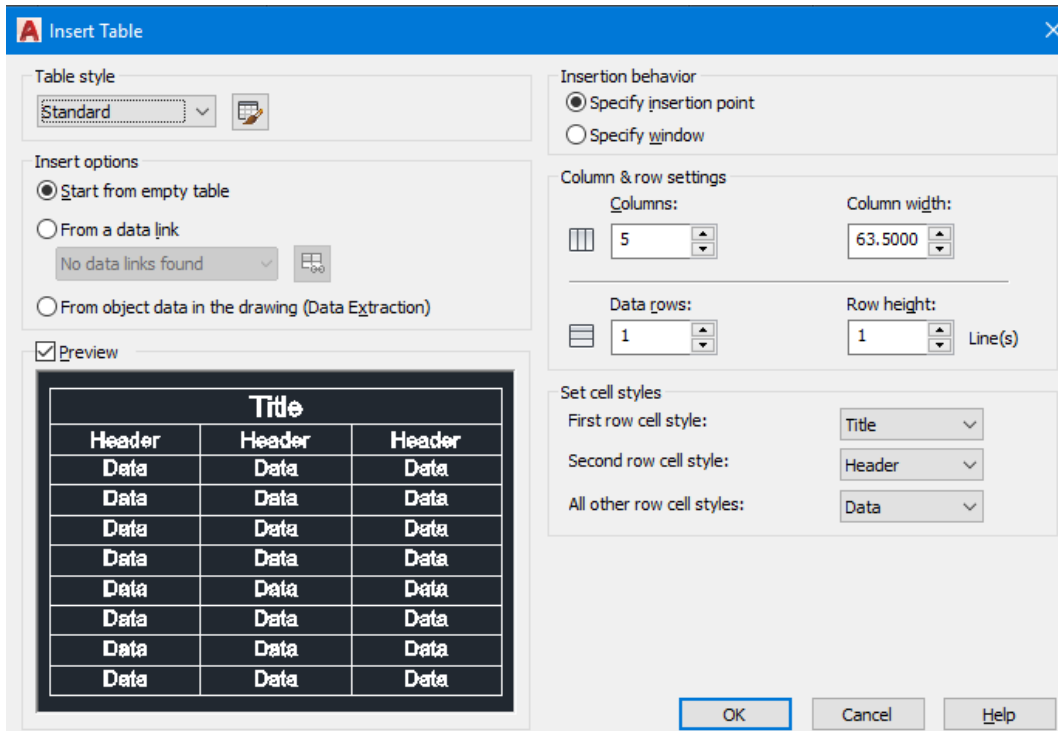 Insert Table
Table style
Standard
Insert options
Start from empty table
From a data link
No data links found
From object data in the drawing (Data Extraction)
Preview
Title
Header Header Header
Data Data Data
Data Data Data
Data Data Data
Data Data Data
Data Data Data
Data Data Data
Data Data Data
Data Data Data
Insertion behavior
Specify insertion point
Specify window
Column & row settings
Columns: Column width:
5 63.5000
Data rows: Row height:
1 1 Line(s)
Set cell styles
First row cell style: Title
Second row cell style: Header
All other row cell styles: Data
OK Cancel Help